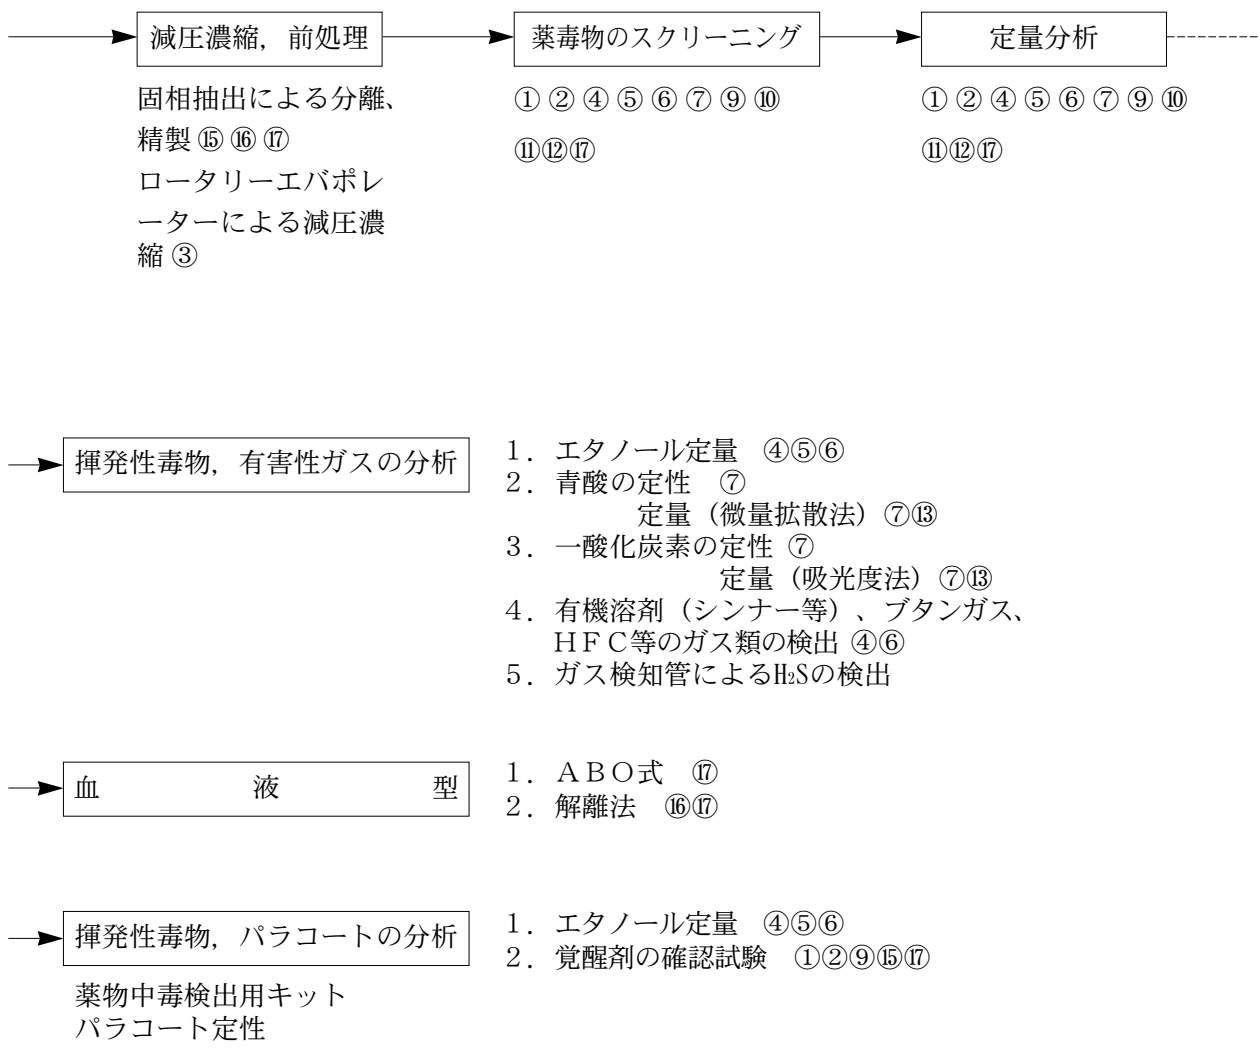 減圧濃縮，前処理
固相抽出による分離、
精製 ⑮ ⑯ ⑰
ロータリーエバポレ
ーターによる減圧濃
縮 ③
薬毒物のスクリーニング
① ② ④ ⑤ ⑥ ⑦ ⑨ ⑩
⑪⑫⑰
定量分析
① ② ④ ⑤ ⑥ ⑦ ⑨ ⑩
⑪⑫⑰
揮発性毒物，有害性ガスの分析
１．エタノール定量　④⑤⑥
２．青酸の定性　⑦
定量（微量拡散法）⑦⑬
３．一酸化炭素の定性 ⑦
定量（吸光度法）⑦⑬
４．有機溶剤（シンナー等）、ブタンガス、
ＨＦＣ等のガス類の検出 ④⑥
５．ガス検知管によるH₂Sの検出
血　液　型
１．ＡＢＯ式　⑰
２．解離法　⑯⑰
揮発性毒物，パラコートの分析
薬物中毒検出用キット
パラコート定性
１．エタノール定量　④⑤⑥
２．覚醒剤の確認試験　①②⑨⑮⑰